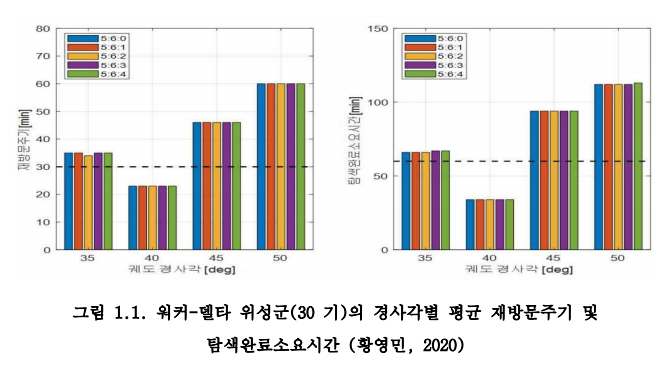 80
70
60
50
40
30
20
10
0
재방문주기[min]
5:6:0
5:6:1
5:6:2
5:6:3
5:6:4
35 40 45 50
궤도 경사각 [deg]
150
100
50
0
탐색완료소요시간[min]
5:6:0
5:6:1
5:6:2
5:6:3
5:6:4
35 40 45 50
궤도 경사각 [deg]
그림 1.1. 워커-델타 위성군(30 기)의 경사각별 평균 재방문주기 및
탐색완료소요시간 (황영민, 2020)